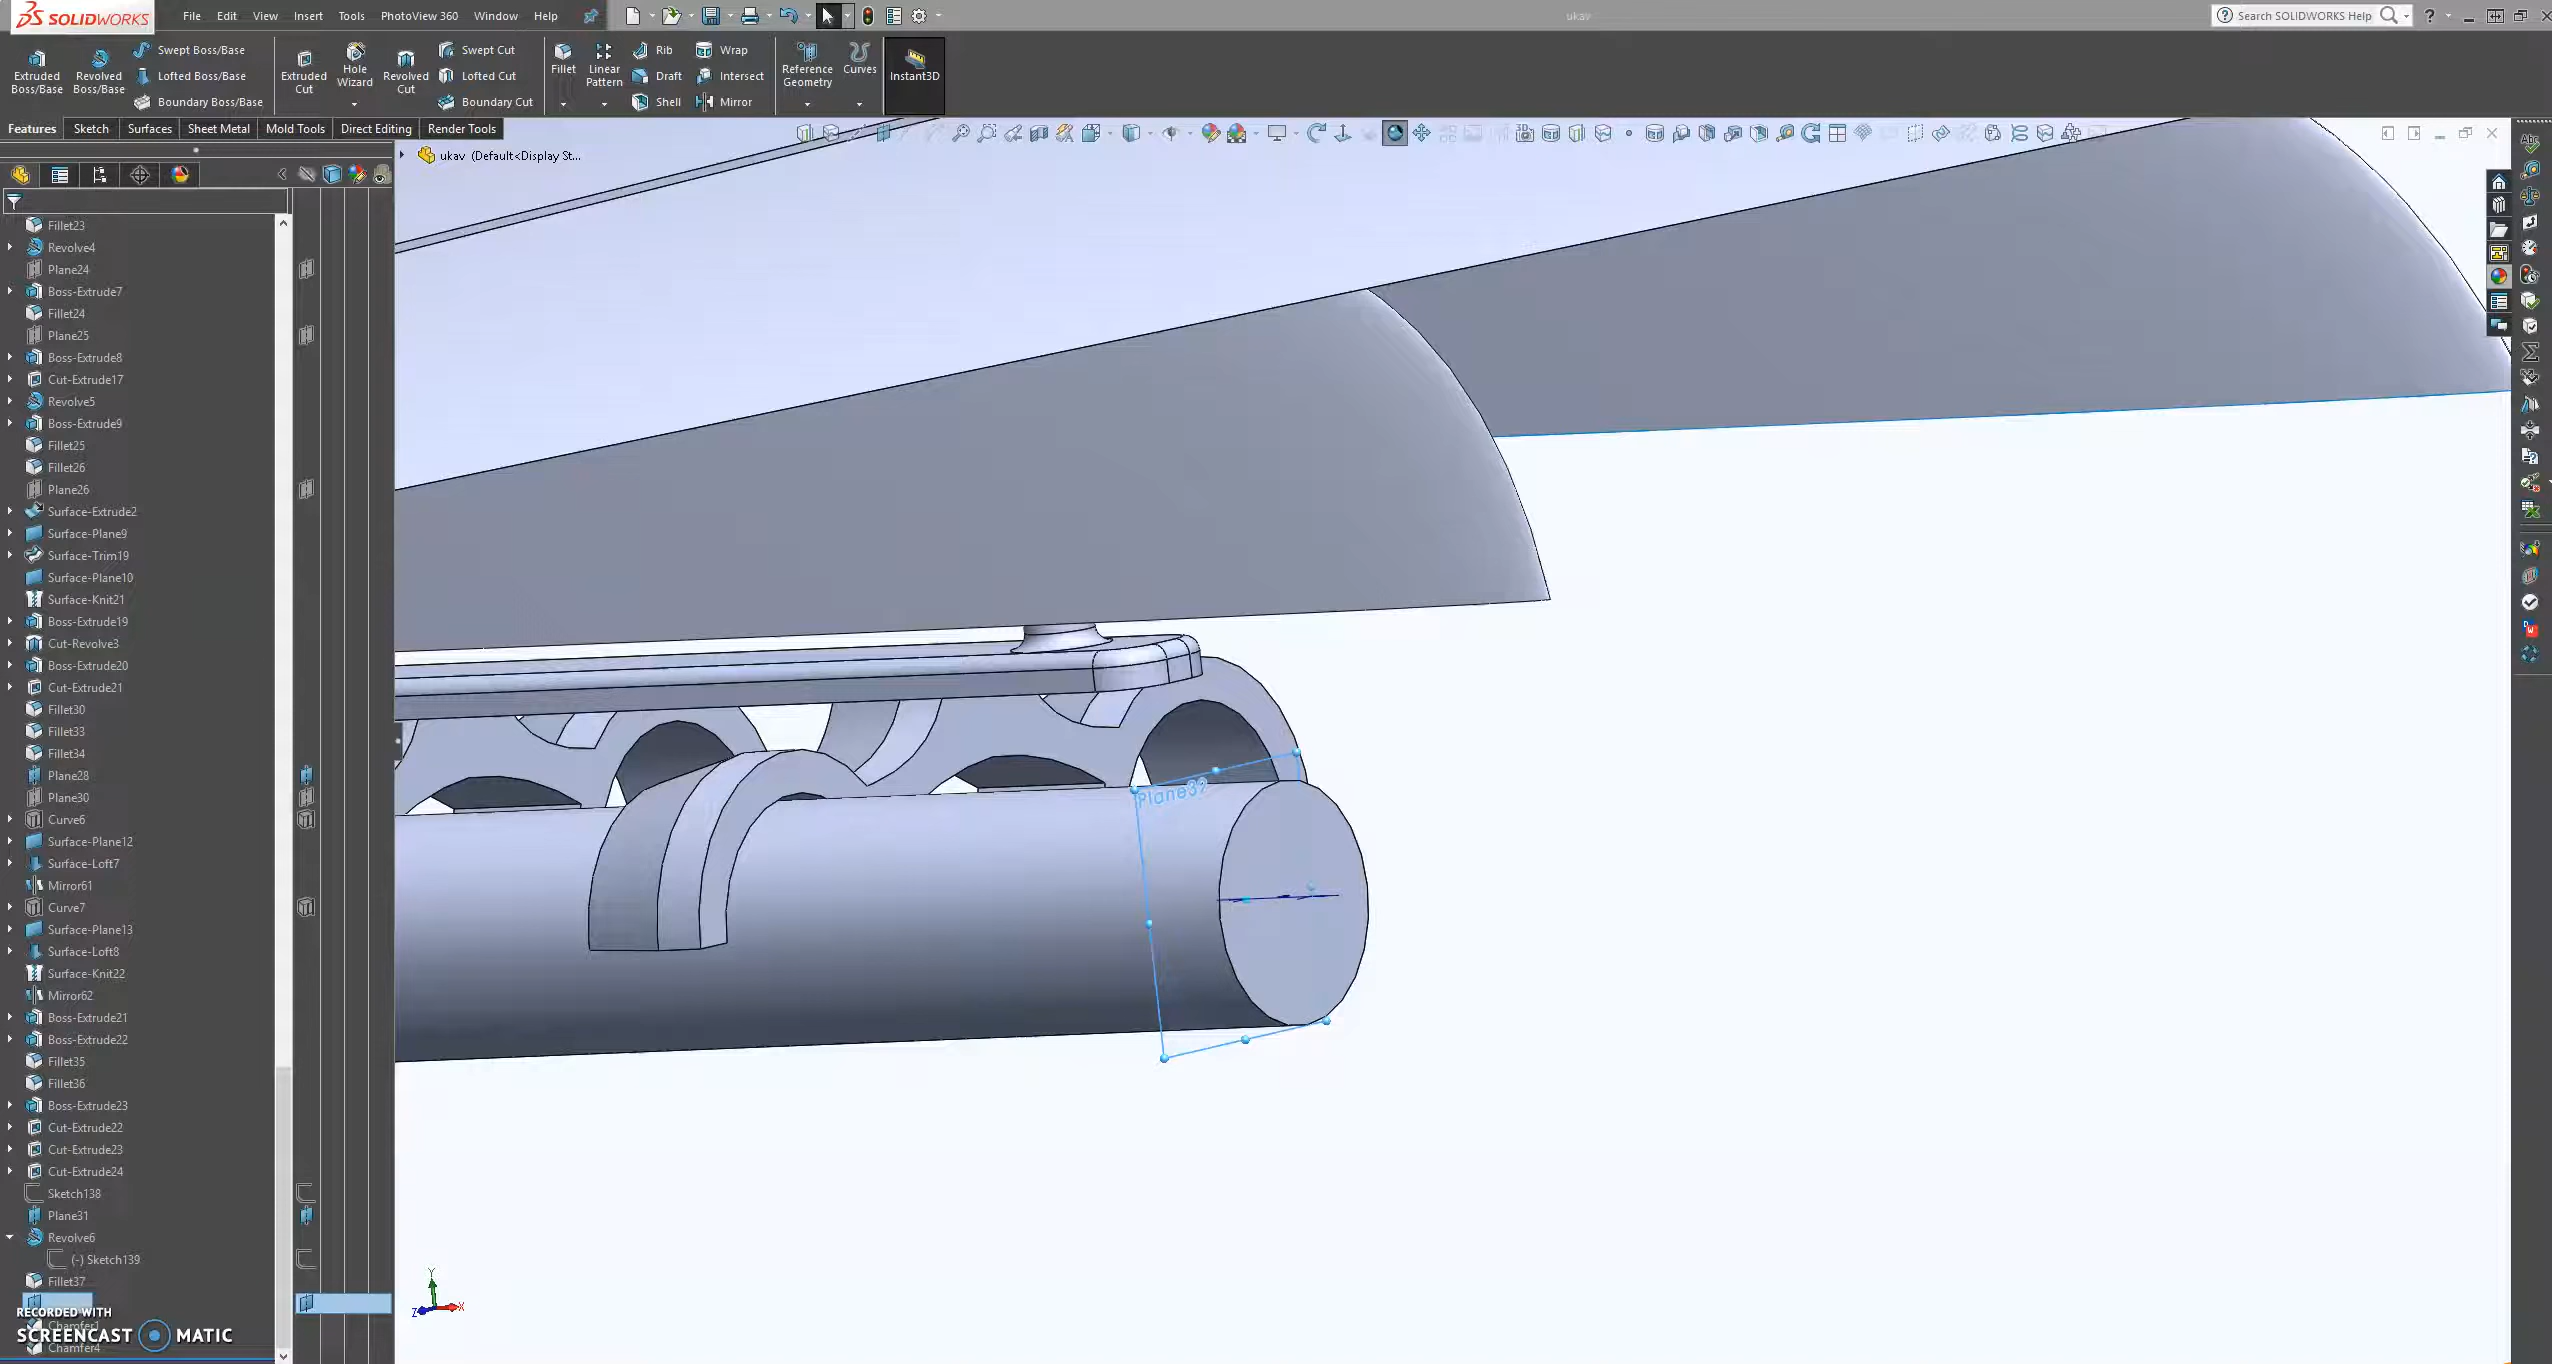 SOLIDWORKS File Edit View Insert Tools PhotoView 360 Window Help ukav Search SOLIDWORKS Help
Extruded Boss/Base
Revolved Boss/Base
Swept Boss/Base
Lofted Boss/Base
Boundary Boss/Base
Extruded Cut
Hole Wizard
Revolved Cut
Swept Cut
Lofted Cut
Boundary Cut
Fillet
Linear Pattern
Rib
Draft
Shell
Wrap
Intersect
Mirror
Reference Geometry
Curves
Instant3D
Features Sketch Surfaces Sheet Metal Mold Tools Direct Editing Render Tools
ukav (Default<Display St...
Fillet23
Revolve4
Plane24
Boss-Extrude7
Fillet24
Plane25
Boss-Extrude8
Cut-Extrude17
Revolve5
Boss-Extrude9
Fillet25
Fillet26
Plane26
Surface-Extrude2
Surface-Plane9
Surface-Trim19
Surface-Plane10
Surface-Knit21
Boss-Extrude19
Cut-Revolve3
Boss-Extrude20
Cut-Extrude21
Fillet30
Fillet33
Fillet34
Plane28
Plane30
Curve6
Surface-Plane12
Surface-Loft7
Mirror61
Curve7
Surface-Plane13
Surface-Loft8
Surface-Knit22
Mirror62
Boss-Extrude21
Boss-Extrude22
Fillet35
Fillet36
Boss-Extrude23
Cut-Extrude22
Cut-Extrude23
Cut-Extrude24
Sketch138
Plane31
Revolve6
(-) Sketch139
Fillet37
RECORDED WITH
SCREENCAST MATIC
Chamfer4
Y
Z X